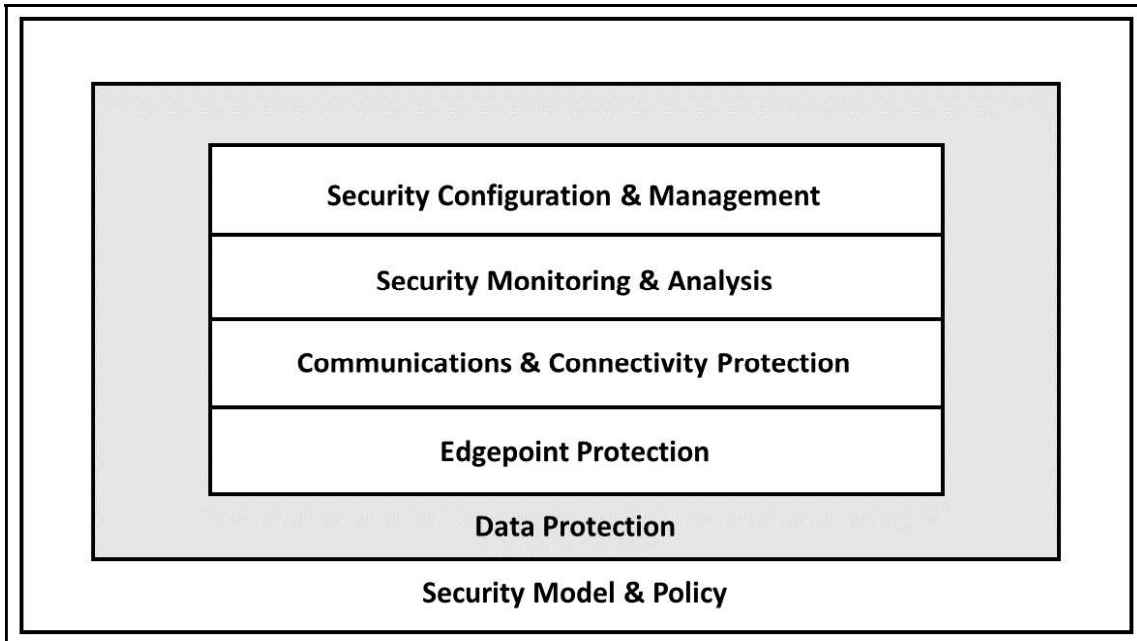 Security Configuration & Management
Security Monitoring & Analysis
Communications & Connectivity Protection
Edgepoint Protection
Data Protection
Security Model & Policy